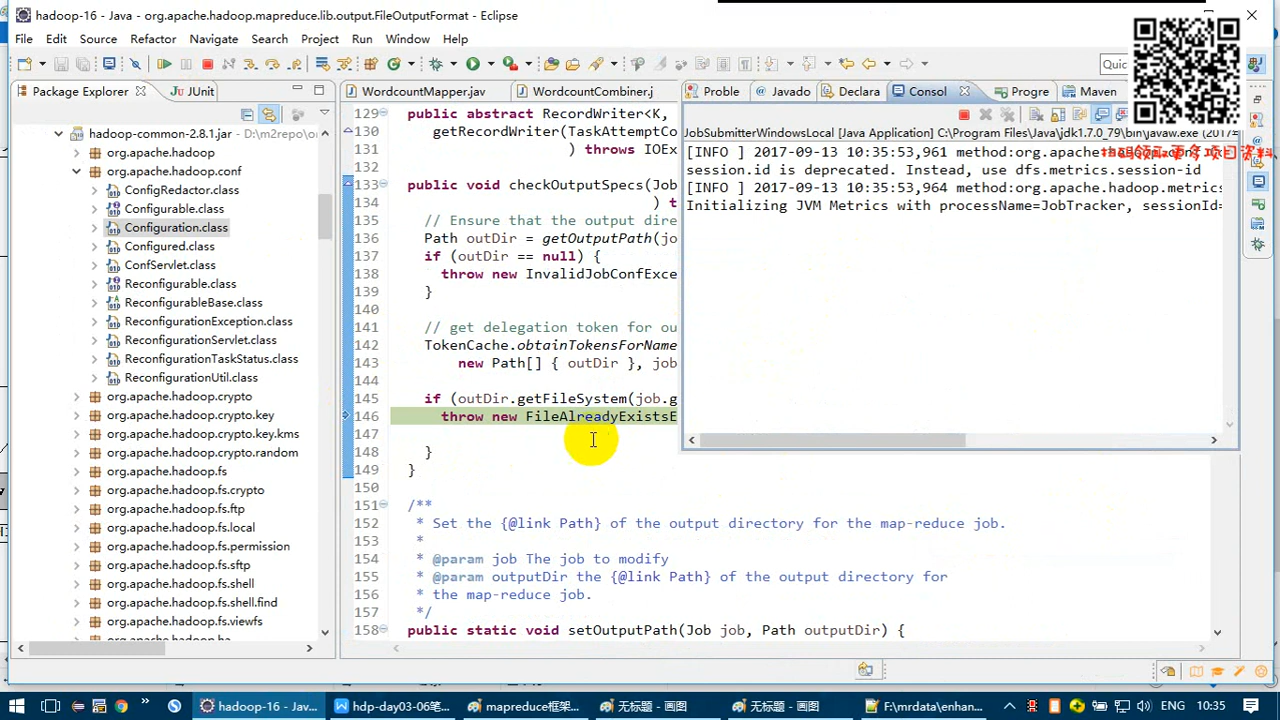 hadoop-16 - Java - org.apache.hadoop.mapreduce.lib.output.FileOutputFormat - Eclipse
File Edit Source Refactor Navigate Search Project Run Window Help
Quic
Package Explorer JUnit
WordcountMapper.jav WordcountCombiner.j
Proble Javado Declara Consol Progre Maven
hadoop-common-2.8.1.jar - D:\m2repo\or
org.apache.hadoop
org.apache.hadoop.conf
ConfigRedactor.class
Configurable.class
Configuration.class
Configured.class
ConfServlet.class
Reconfigurable.class
ReconfigurableBase.class
ReconfigurationException.class
ReconfigurationServlet.class
ReconfigurationTaskStatus.class
ReconfigurationUtil.class
org.apache.hadoop.crypto
org.apache.hadoop.crypto.key
org.apache.hadoop.crypto.key.kms
org.apache.hadoop.crypto.random
org.apache.hadoop.fs
org.apache.hadoop.fs.crypto
org.apache.hadoop.fs.ftp
org.apache.hadoop.fs.local
org.apache.hadoop.fs.permission
org.apache.hadoop.fs.sftp
org.apache.hadoop.fs.shell
org.apache.hadoop.fs.shell.find
org.apache.hadoop.fs.viewfs
129 public abstract RecordWriter<K,
130 getRecordWriter(TaskAttemptCo
131 ) throws IOEx
132
133 public void checkOutputSpecs(Job
134 ) t
135 // Ensure that the output dire
136 Path outDir = getOutputPath(jo
137 if (outDir == null) {
138 throw new InvalidJobConfExce
139 }
140
141 // get delegation token for ou
142 TokenCache.obtainTokensForName
143 new Path[] { outDir }, job
144
145 if (outDir.getFileSystem(job.g
146 throw new FileAlreadyExistsE
147
148 }
149 }
150
151 /**
152 * Set the {@link Path} of the output directory for the map-reduce job.
153 *
154 * @param job The job to modify
155 * @param outputDir the {@link Path} of the output directory for
156 * the map-reduce job.
157 */
158 public static void setOutputPath(Job job, Path outputDir) {
JobSubmitterWindowsLocal [Java Application] C:\Program Files\Java\jdk1.7.0_79\bin\javaw.exe (2017-
[INFO ] 2017-09-13 10:35:53,961 method:org.apache
session.id is deprecated. Instead, use dfs.metrics.session-id
[INFO ] 2017-09-13 10:35:53,964 method:org.apache.hadoop.metrics
Initializing JVM Metrics with processName=JobTracker, sessionId=
扫码领取更多项目资料
hadoop-16 - Jav... hdp-day03-06笔... mapreduce框架... 无标题 - 画图 无标题 - 画图 F:\mrdata\enhan... ENG 10:35